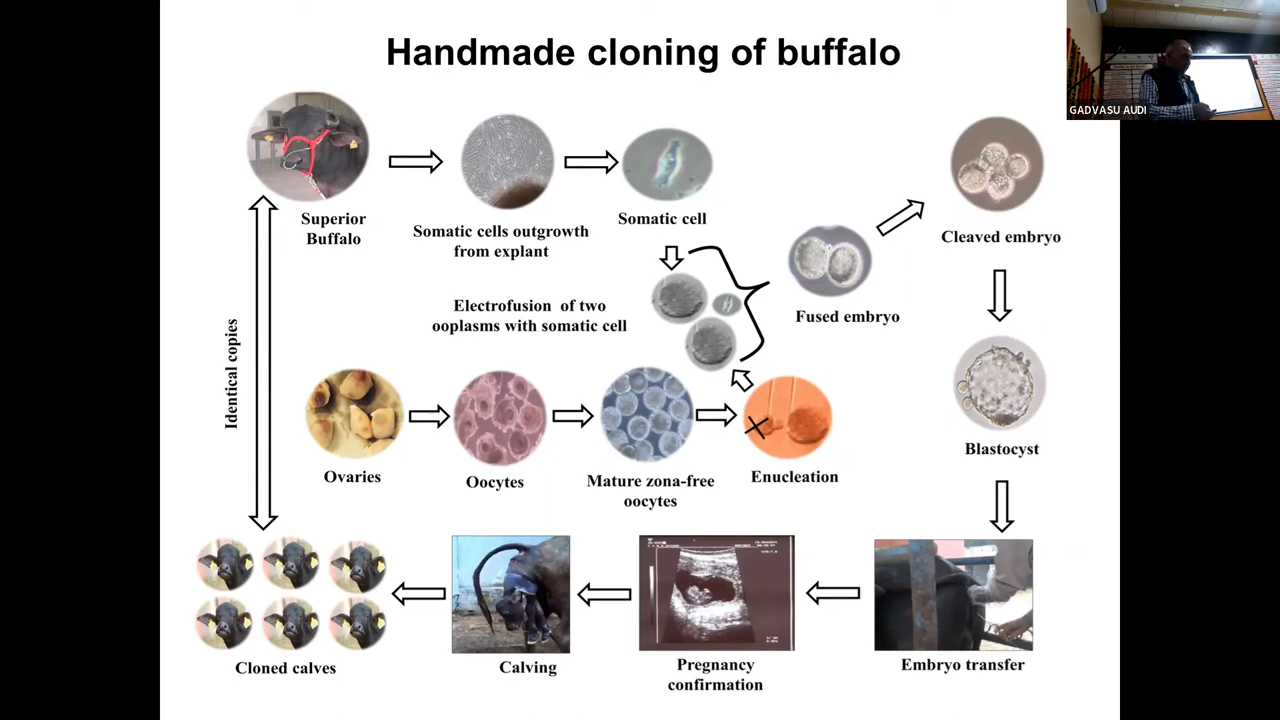 Handmade cloning of buffalo
GADVASU AUDI
Superior
Buffalo
Somatic cells outgrowth
from explant
Somatic cell
Cleaved embryo
Electrofusion of two
ooplasms with somatic cell
Fused embryo
Identical copies
Ovaries
Oocytes
Mature zona-free
oocytes
Enucleation
Blastocyst
Cloned calves
Calving
Pregnancy
confirmation
Embryo transfer